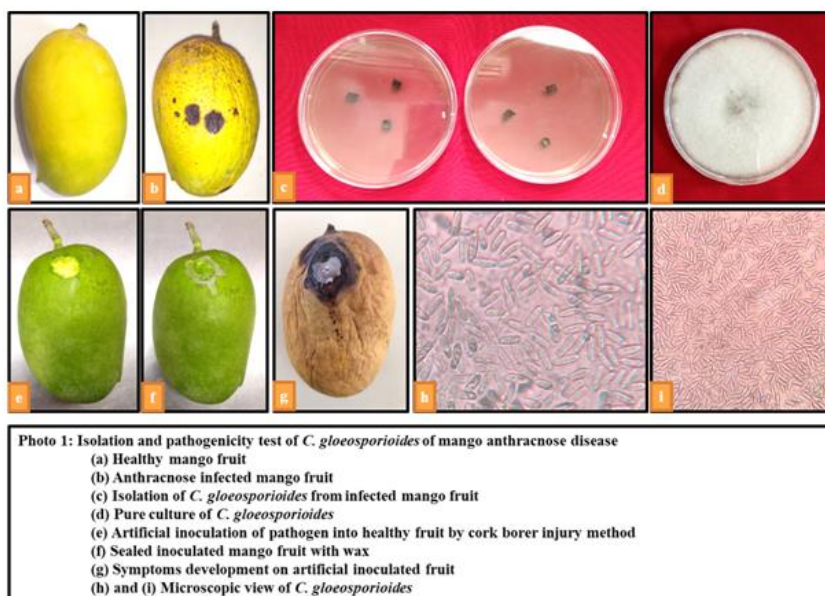 a
b
c
d
e
f
g
h
i
Photo 1: Isolation and pathogenicity test of C. gloeosporioides of mango anthracnose disease
(a) Healthy mango fruit
(b) Anthracnose infected mango fruit
(c) Isolation of C. gloeosporioides from infected mango fruit
(d) Pure culture of C. gloeosporioides
(e) Artificial inoculation of pathogen into healthy fruit by cork borer injury method
(f) Sealed inoculated mango fruit with wax
(g) Symptoms development on artificial inoculated fruit
(h) and (i) Microscopic view of C. gloeosporioides